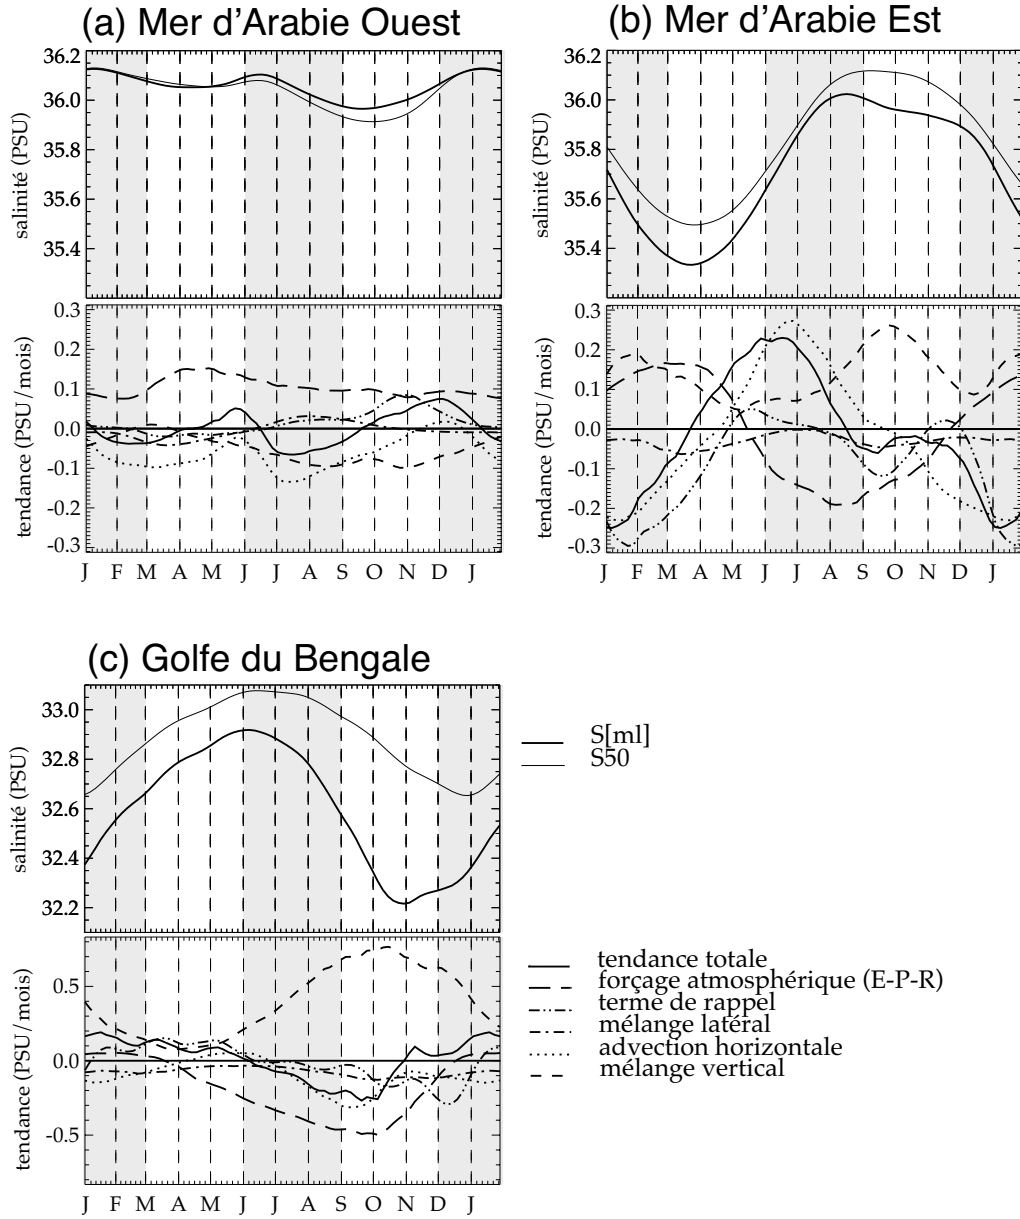 (a) Mer d'Arabie Ouest
36.2
36.0
35.8
35.6
35.4
salinité (PSU)
0.3
0.2
0.1
0.0
-0.1
-0.2
-0.3
tendance (PSU/mois)
J F M A M J J A S O N D J
(b) Mer d'Arabie Est
36.2
36.0
35.8
35.6
35.4
salinité (PSU)
0.3
0.2
0.1
0.0
-0.1
-0.2
-0.3
tendance (PSU/mois)
J F M A M J J A S O N D J
(c) Golfe du Bengale
33.0
32.8
32.6
32.4
32.2
salinité (PSU)
0.5
0.0
-0.5
tendance (PSU/mois)
J F M A M J J A S O N D J
S[ml]
S50
tendance totale
forçage atmosphérique (E-P-R)
terme de rappel
mélange latéral
advection horizontale
mélange vertical